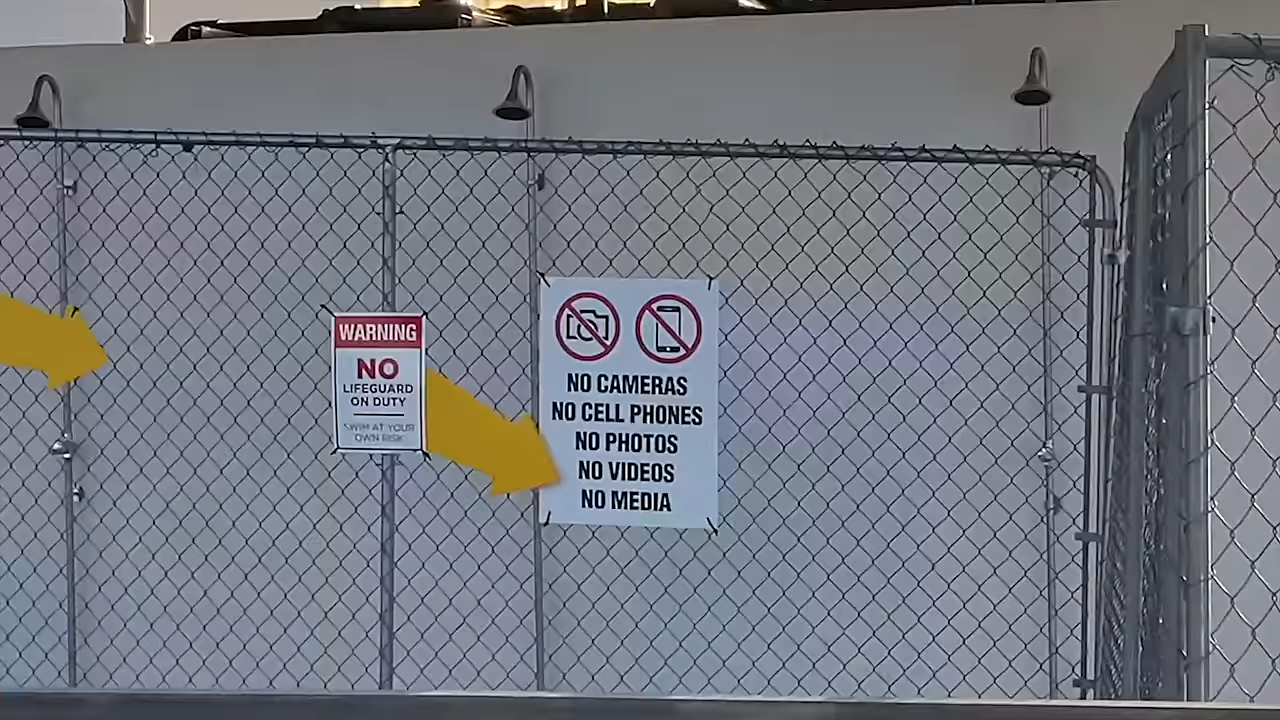 WARNING
NO
LIFEGUARD
ON DUTY
SWIM AT YOUR
OWN RISK
NO CAMERAS
NO CELL PHONES
NO PHOTOS
NO VIDEOS
NO MEDIA